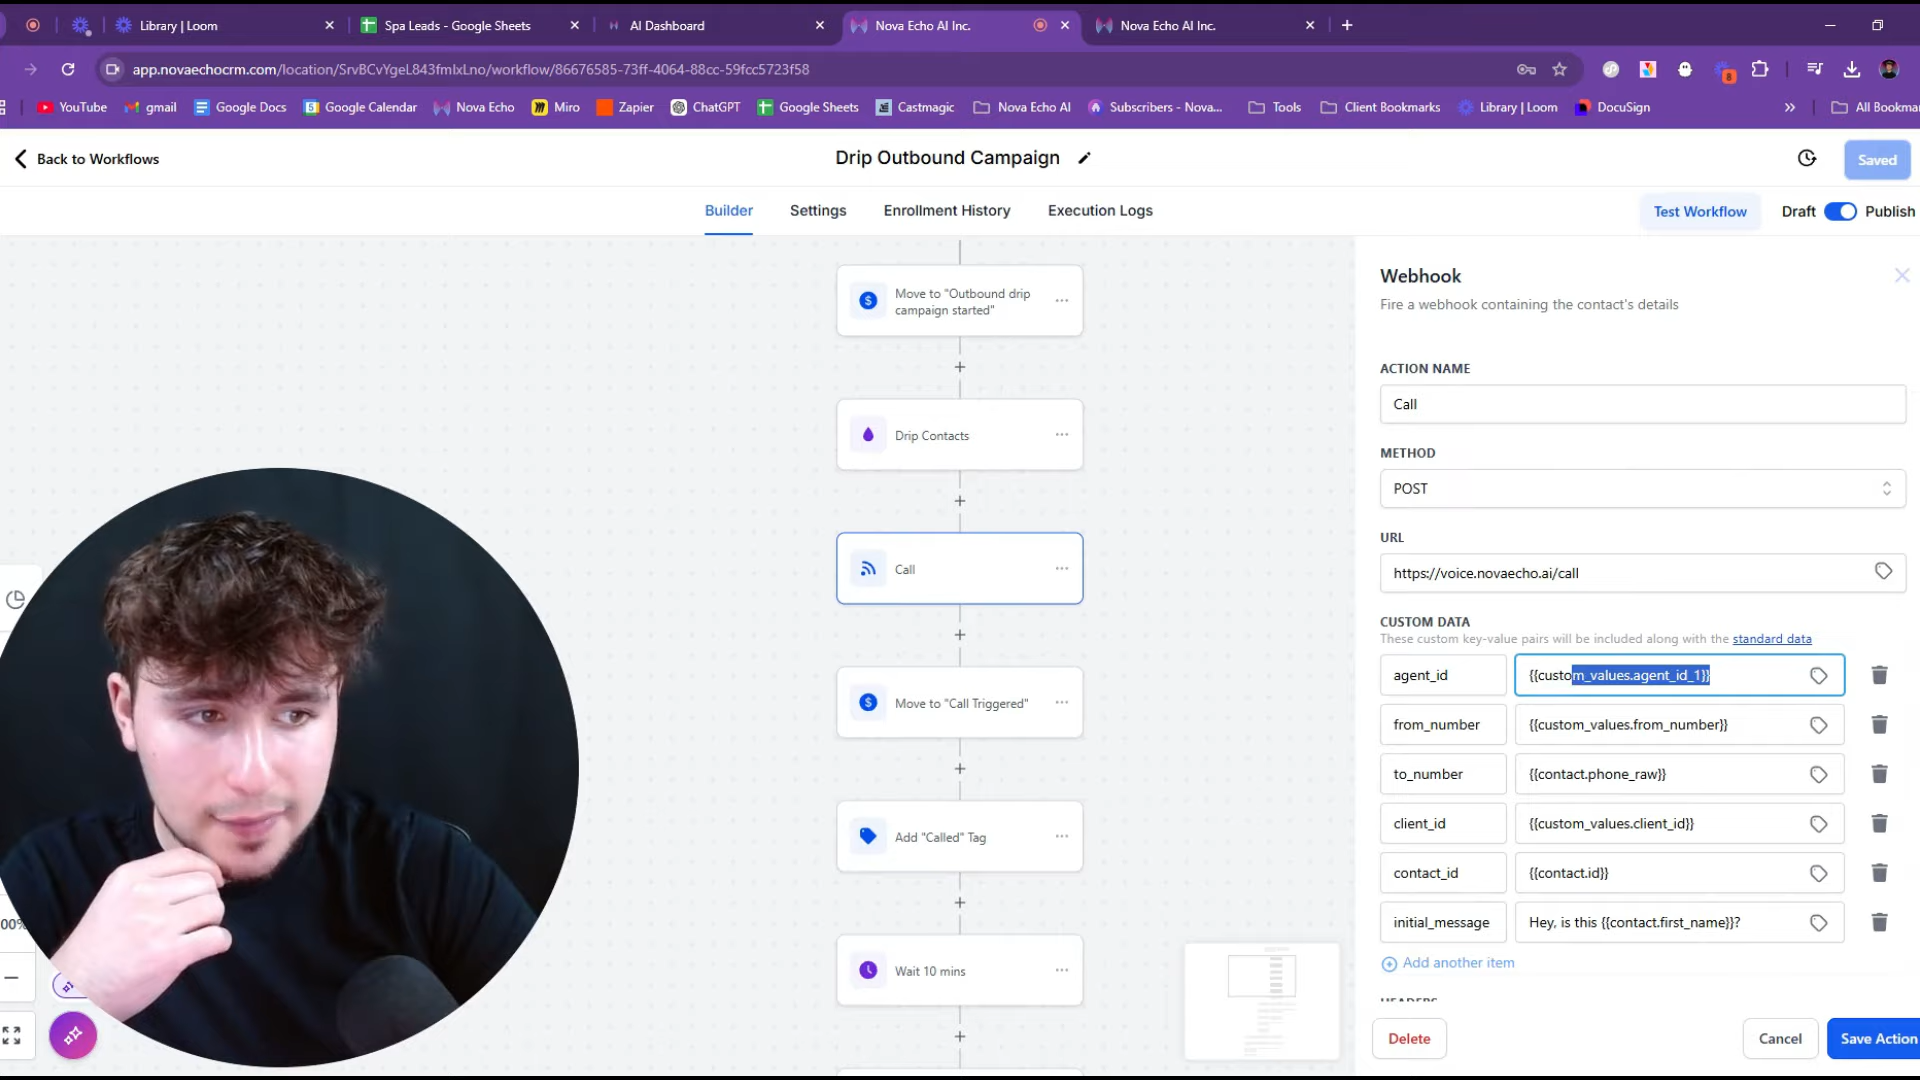 Library | Loom
Spa Leads - Google Sheets
AI Dashboard
Nova Echo AI Inc.
Nova Echo AI Inc.
app.novaechocrm.com/location/SrvBCvYgeL843fmlxLno/workflow/86676585-73ff-4064-88cc-59fcc5723f58
8
YouTube
gmail
Google Docs
Google Calendar
Nova Echo
Miro
Zapier
ChatGPT
Google Sheets
Castmagic
Nova Echo AI
Subscribers - Nova...
Tools
Client Bookmarks
Library | Loom
DocuSign
All Bookma
Back to Workflows
Drip Outbound Campaign
Saved
Builder
Settings
Enrollment History
Execution Logs
Test Workflow
Draft
Publish
Move to "Outbound drip
campaign started"
Drip Contacts
Call
Move to "Call Triggered"
Add "Called" Tag
Wait 10 mins
00%
Webhook
Fire a webhook containing the contact's details
ACTION NAME
Call
METHOD
POST
URL
https://voice.novaecho.ai/call
CUSTOM DATA
These custom key-value pairs will be included along with the standard data
agent_id
{{custom_values.agent_id_1}}
from_number
{{custom_values.from_number}}
to_number
{{contact.phone_raw}}
client_id
{{custom_values.client_id}}
contact_id
{{contact.id}}
initial_message
Hey, is this {{contact.first_name}}?
Add another item
HEADERS
Delete
Cancel
Save Action